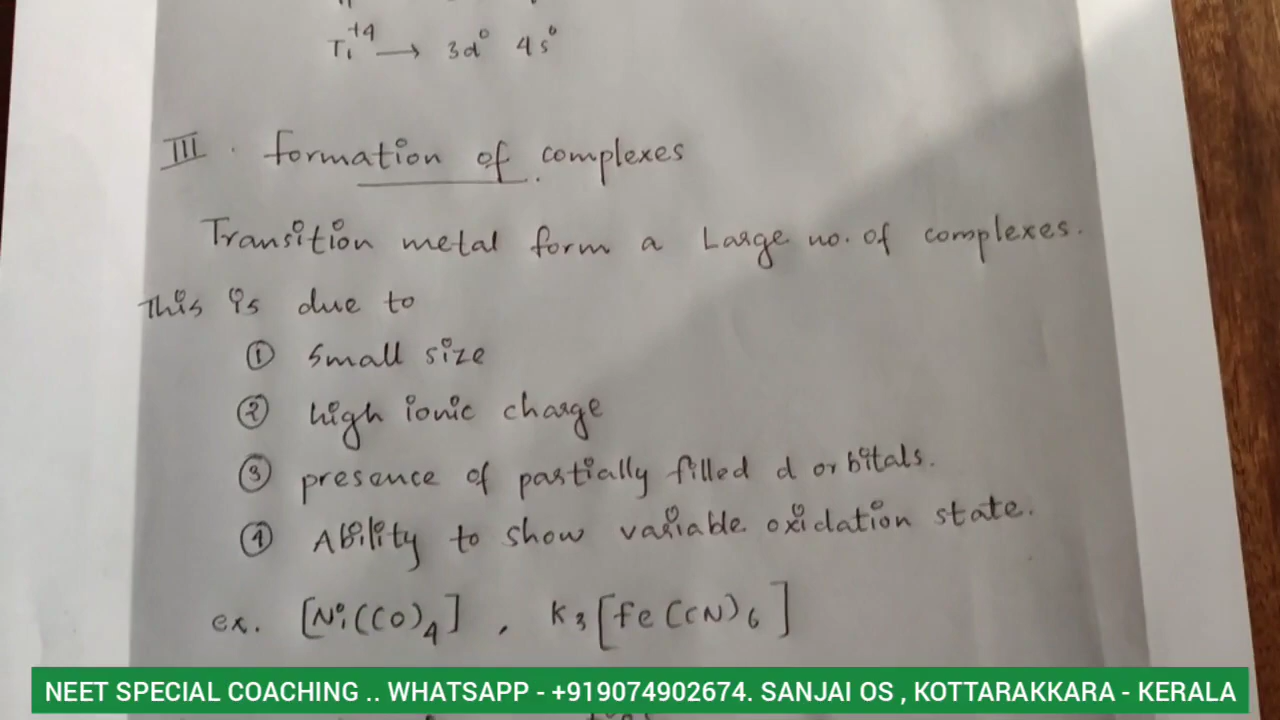 Ti+4 → 3d⁰ 4s⁰
III. formation of complexes
Transition metal form a Large no. of complexes.
This is due to
① Small size
② high ionic charge
③ presence of partially filled d orbitals.
④ Ability to show variable oxidation state.
ex. [Ni(CO)4] , K3[Fe(CN)6]
NEET SPECIAL COACHING .. WHATSAPP - +919074902674. SANJAI OS , KOTTARAKKARA - KERALA